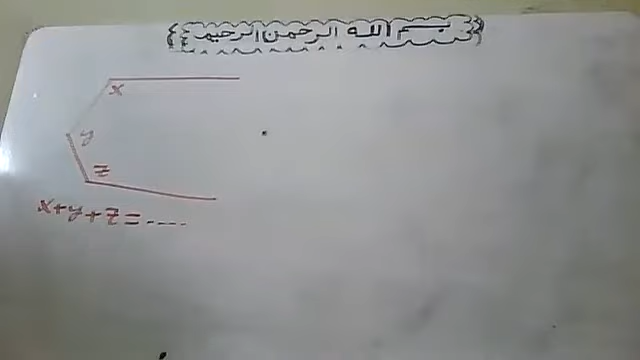 بسم الله الرحمن الرحيم
x
y
z
x+y+z=----